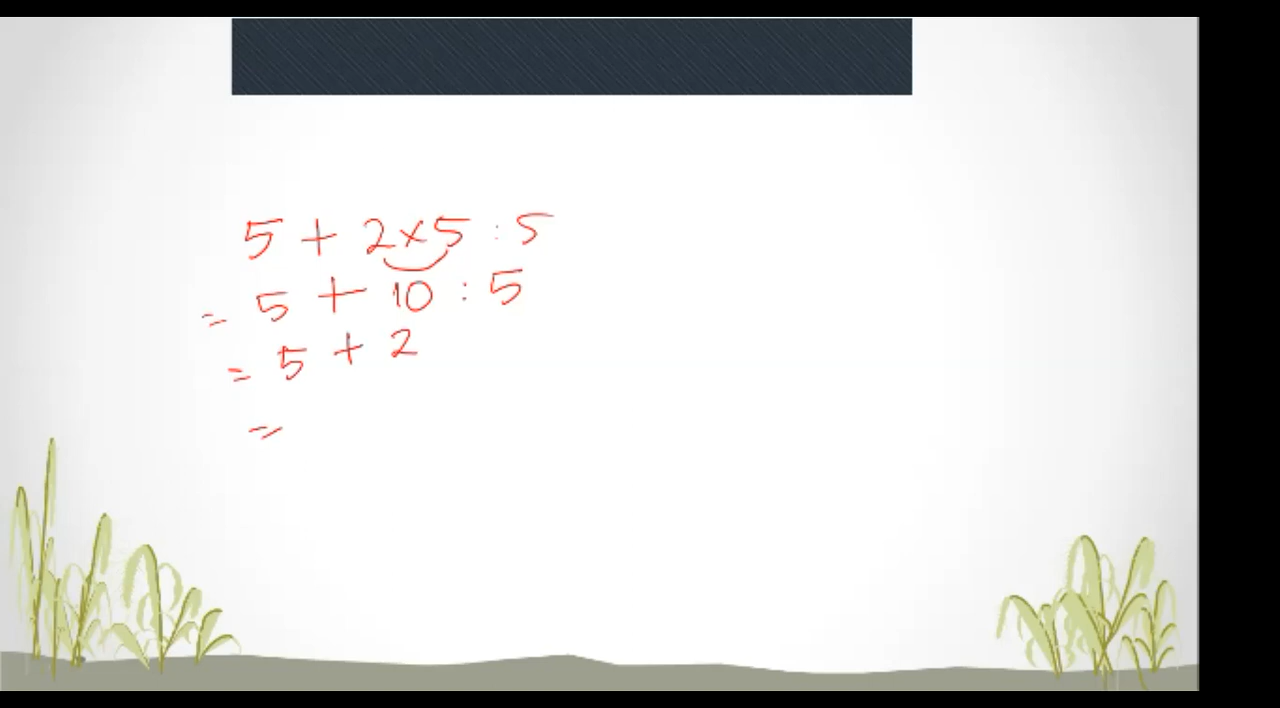 5 + 2×5 : 5
= 5 + 10 : 5
= 5 + 2
=